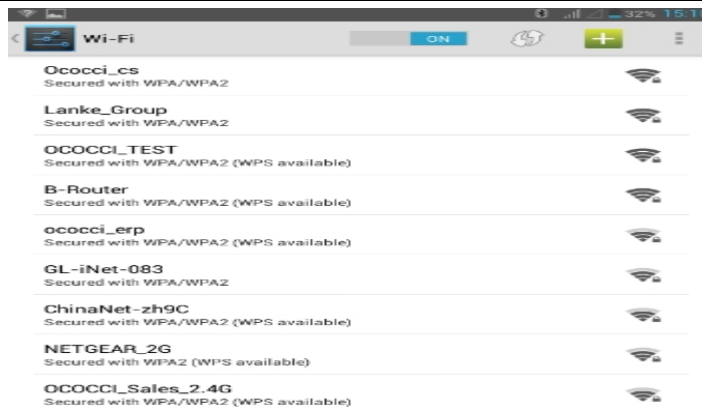 32% 15:1
Wi-Fi
ON
Ococci_cs
Secured with WPA/WPA2
Lanke_Group
Secured with WPA/WPA2
OCOCCI_TEST
Secured with WPA/WPA2 (WPS available)
B-Router
Secured with WPA/WPA2 (WPS available)
ococci_erp
Secured with WPA/WPA2 (WPS available)
GL-iNet-083
Secured with WPA/WPA2
ChinaNet-zh9C
Secured with WPA/WPA2 (WPS available)
NETGEAR_2G
Secured with WPA2 (WPS available)
OCOCCI_Sales_2.4G
Secured with WPA/WPA2 (WPS available)